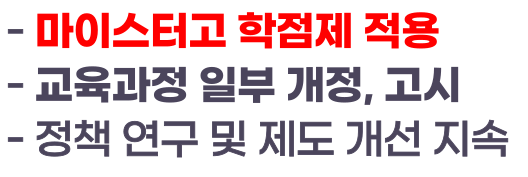 - 마이스터고 학점제 적용
- 교육과정 일부 개정, 고시
- 정책 연구 및 제도 개선 지속